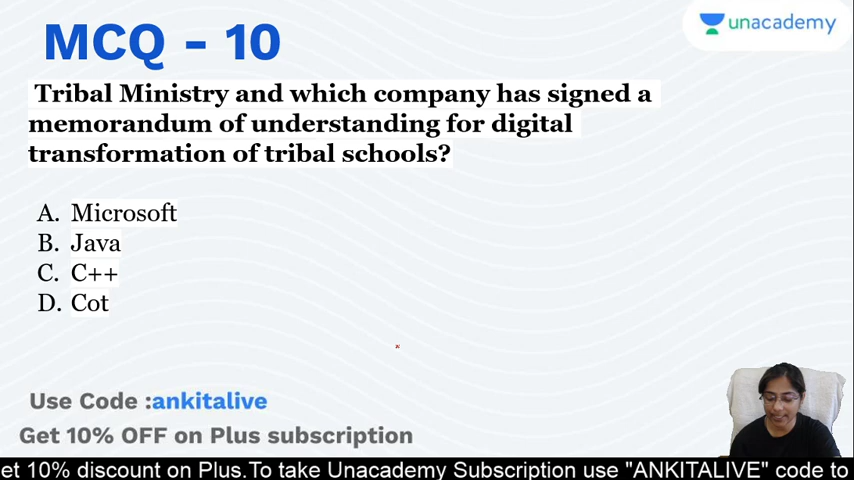 unacademy
MCQ - 10
Tribal Ministry and which company has signed a
memorandum of understanding for digital
transformation of tribal schools?
A. Microsoft
B. Java
C. C++
D. Cot
Use Code :ankitalive
Get 10% OFF on Plus subscription
et 10% discount on Plus.To take Unacademy Subscription use "ANKITALIVE" code to